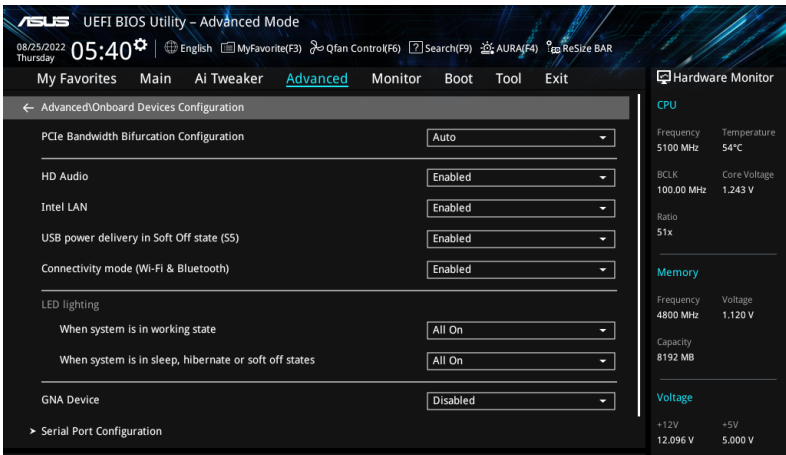 ASUS UEFI BIOS Utility – Advanced Mode
08/25/2022 Thursday 05:40 English MyFavorite(F3) Qfan Control(F6) Search(F9) AURA(F4) ReSize BAR
My Favorites Main Ai Tweaker Advanced Monitor Boot Tool Exit
Advanced\Onboard Devices Configuration
PCIe Bandwidth Bifurcation Configuration Auto
HD Audio Enabled
Intel LAN Enabled
USB power delivery in Soft Off state (S5) Enabled
Connectivity mode (Wi-Fi & Bluetooth) Enabled
LED lighting
When system is in working state All On
When system is in sleep, hibernate or soft off states All On
GNA Device Disabled
Serial Port Configuration
Hardware Monitor
CPU
Frequency Temperature
5100 MHz 54°C
BCLK Core Voltage
100.00 MHz 1.243 V
Ratio
51x
Memory
Frequency Voltage
4800 MHz 1.120 V
Capacity
8192 MB
Voltage
+12V +5V
12.096 V 5.000 V